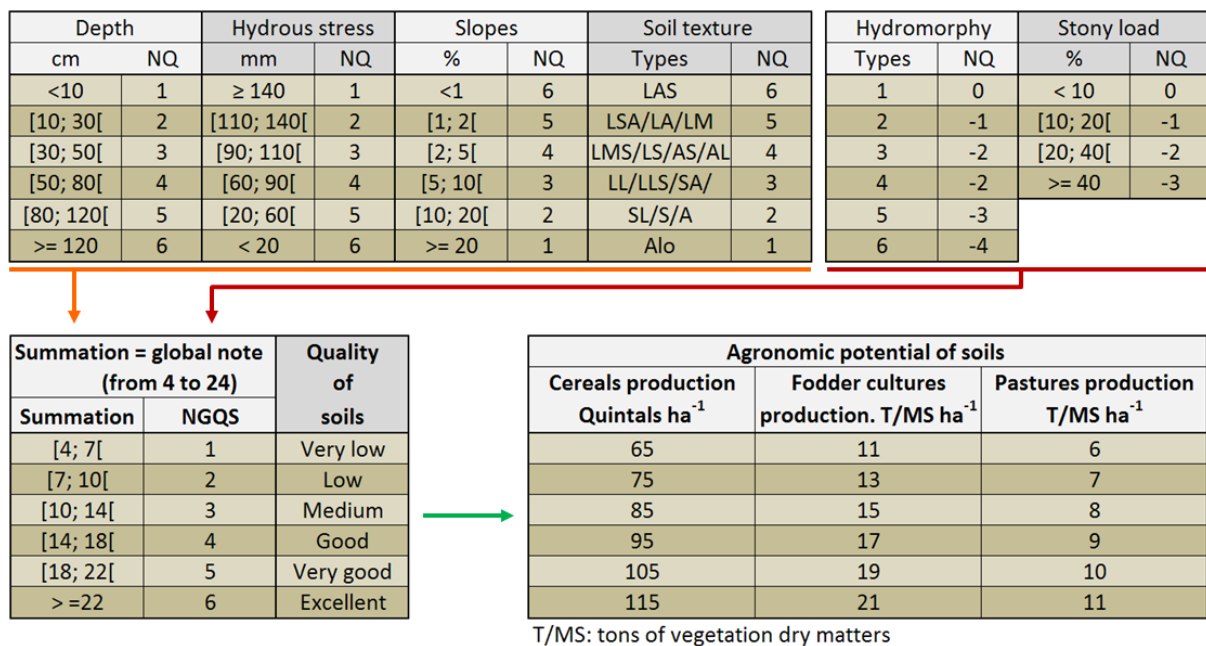 Depth Hydrous stress Slopes Soil texture Hydromorphy Stony load
cm NQ mm NQ % NQ Types NQ Types NQ % NQ
<10 1 ≥ 140 1 <1 6 LAS 6 1 0 < 10 0
[10; 30[ 2 [110; 140[ 2 [1; 2[ 5 LSA/LA/LM 5 2 -1 [10; 20[ -1
[30; 50[ 3 [90; 110[ 3 [2; 5[ 4 LMS/LS/AS/AL 4 3 -2 [20; 40[ -2
[50; 80[ 4 [60; 90[ 4 [5; 10[ 3 LL/LLS/SA/ 3 4 -2 >= 40 -3
[80; 120[ 5 [20; 60[ 5 [10; 20[ 2 SL/S/A 2 5 -3
>= 120 6 < 20 6 >= 20 1 Alo 1 6 -4
Summation = global note
(from 4 to 24)
Quality
of
soils
Summation NGQS
[4; 7[ 1 Very low
[7; 10[ 2 Low
[10; 14[ 3 Medium
[14; 18[ 4 Good
[18; 22[ 5 Very good
> =22 6 Excellent
Agronomic potential of soils
Cereals production Fodder cultures Pastures production
Quintals ha⁻¹ production. T/MS ha⁻¹ T/MS ha⁻¹
65 11 6
75 13 7
85 15 8
95 17 9
105 19 10
115 21 11
T/MS: tons of vegetation dry matters